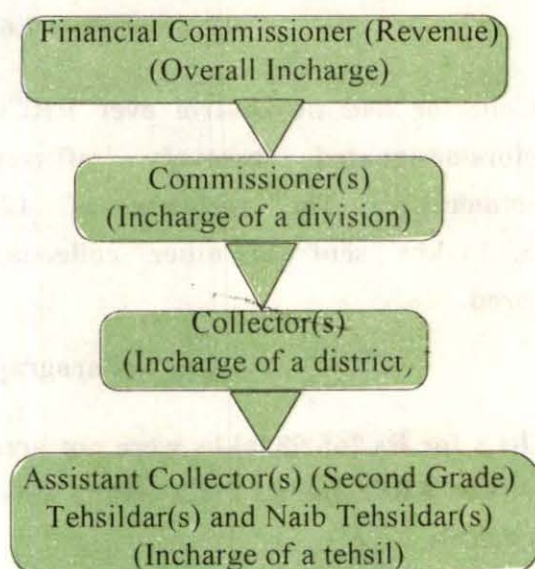 Financial Commissioner (Revenue)
(Overall Incharge)
Commissioner(s)
(Incharge of a division)
Collector(s)
(Incharge of a district,
Assistant Collector(s) (Second Grade)
Tehsildar(s) and Naib Tehsildar(s)
(Incharge of a tehsil)